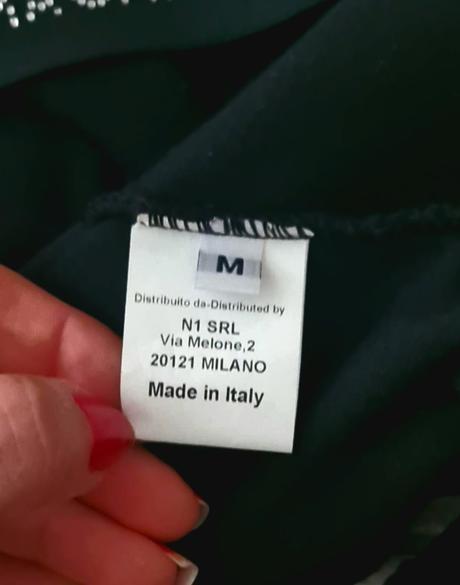 M
Distribuito da-Distributed by
N1 SRL
Via Melone,2
20121 MILANO
Made in Italy